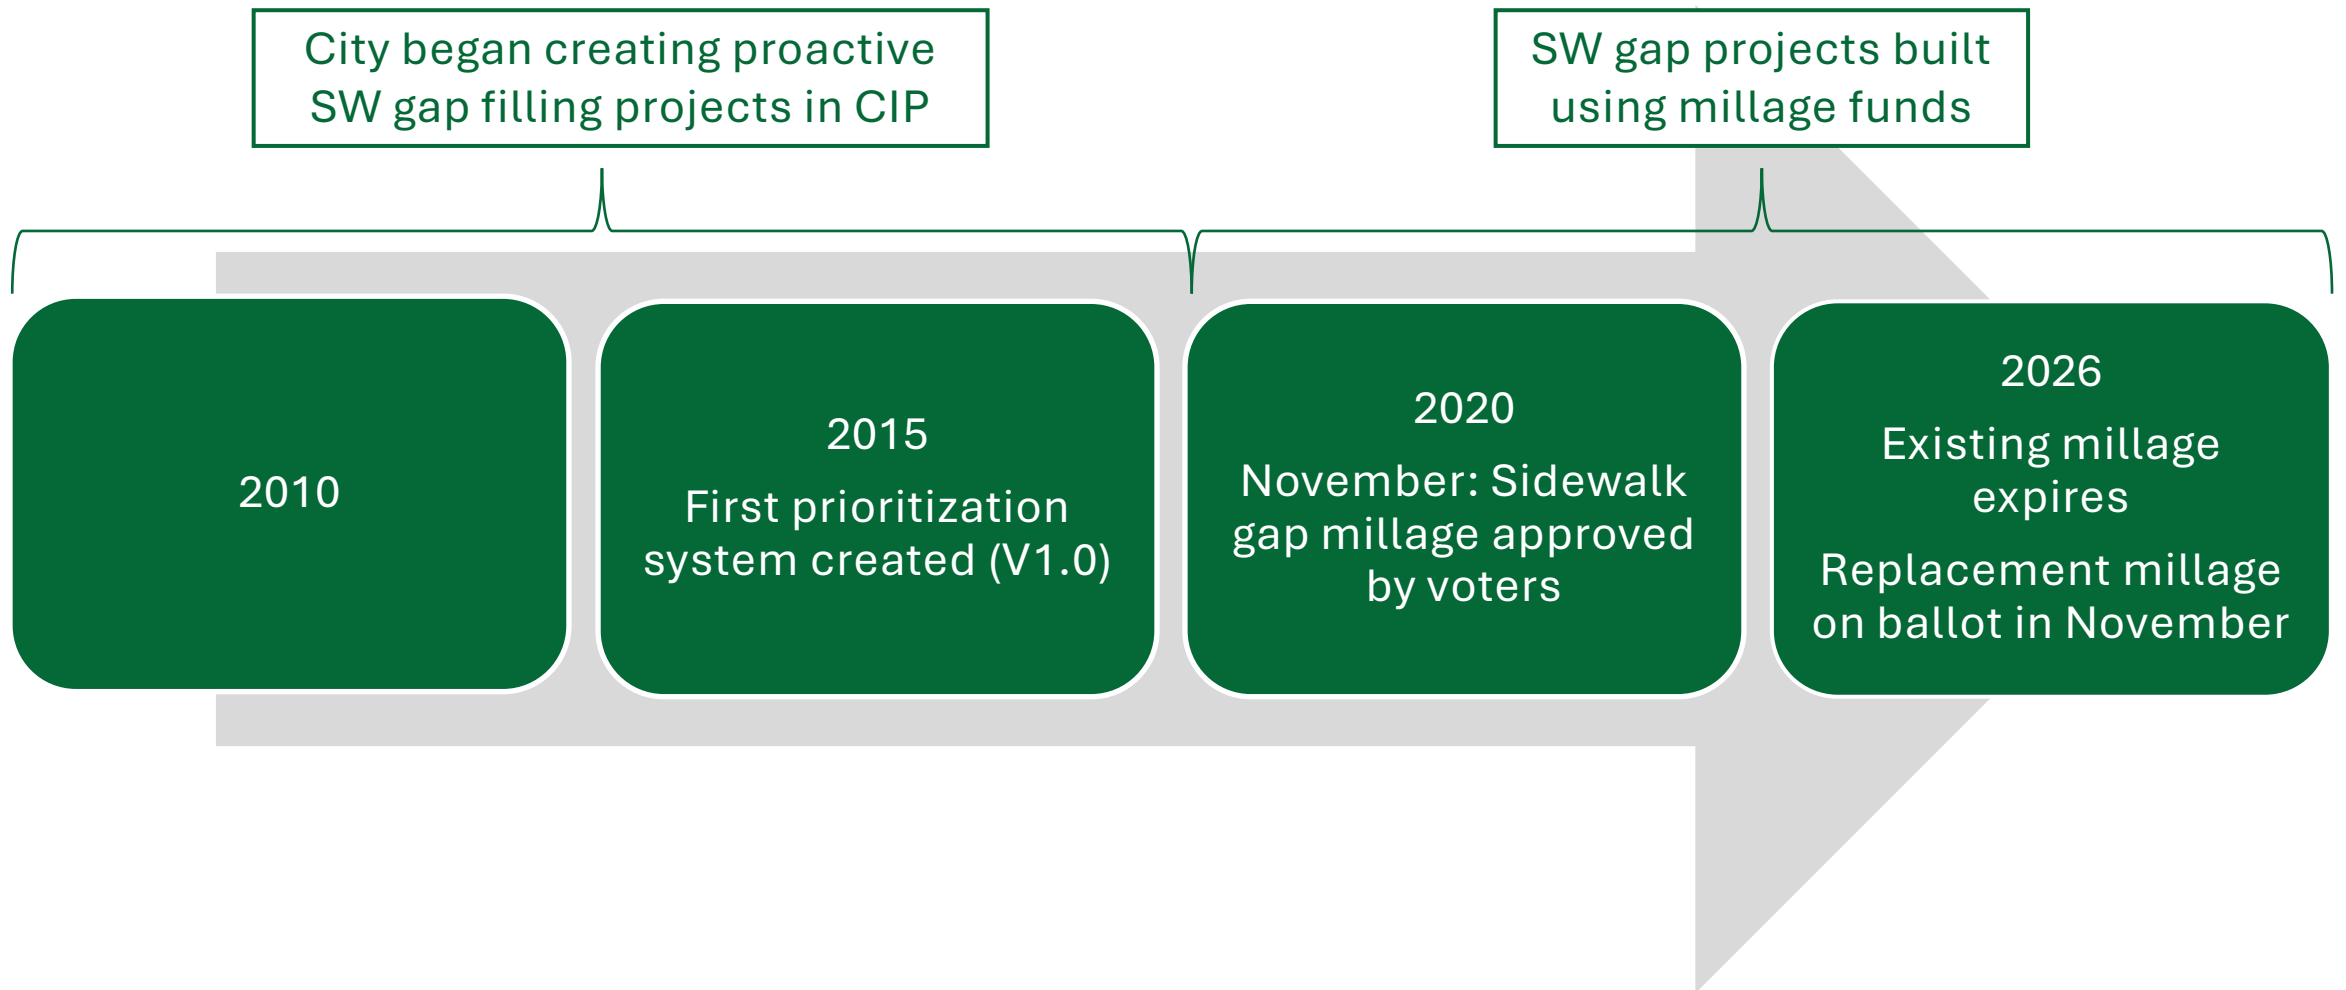 City began creating proactive
SW gap filling projects in CIP
SW gap projects built
using millage funds
2010
2015
First prioritization
system created (V1.0)
2020
November: Sidewalk
gap millage approved
by voters
2026
Existing millage
expires
Replacement millage
on ballot in November